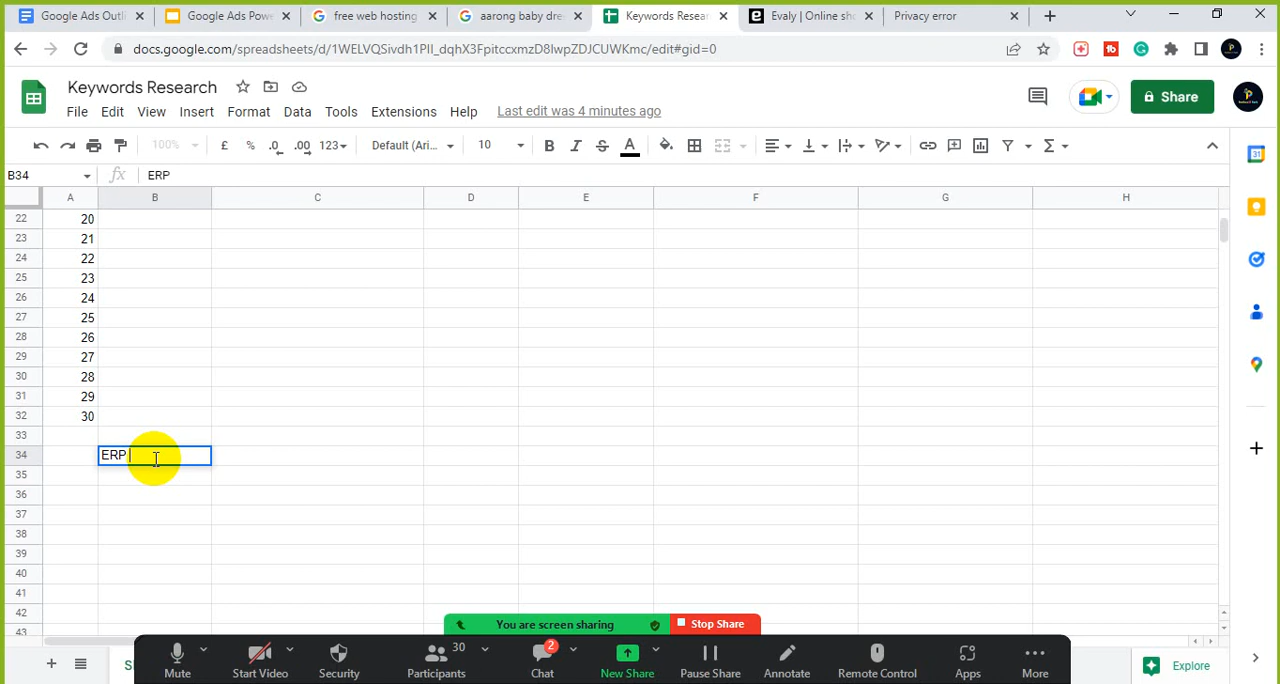 Google Ads Outli
Google Ads Powe
free web hosting
aarong baby dre
Keywords Resear
Evaly | Online sho
Privacy error
docs.google.com/spreadsheets/d/1WELVQSivdh1PlI_dqhX3FpitccxmzD8lwpZDJCUWKmc/edit#gid=0
Keywords Research
File Edit View Insert Format Data Tools Extensions Help Last edit was 4 minutes ago
Share
100% £ % .0 .00 123 Default (Ari... 10 B I S A
B34 fx ERP
A B C D E F G H
22 20
23 21
24 22
25 23
26 24
27 25
28 26
29 27
30 28
31 29
32 30
33
34 ERP
35
36
37
38
39
40
41
42
43
You are screen sharing Stop Share
30 2
Mute Start Video Security Participants Chat New Share Pause Share Annotate Remote Control Apps More
Explore